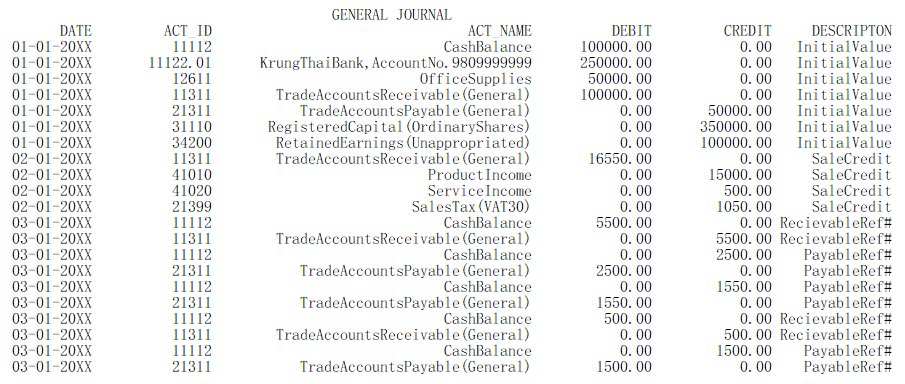 GENERAL JOURNAL
DATE ACT_ID ACT_NAME DEBIT CREDIT DESCRIPTON
01-01-20XX 11112 CashBalance 100000.00 0.00 InitialValue
01-01-20XX 11122.01 KrungThaiBank,AccountNo.9809999999 250000.00 0.00 InitialValue
01-01-20XX 12611 OfficeSupplies 50000.00 0.00 InitialValue
01-01-20XX 11311 TradeAccountsReceivable(General) 100000.00 0.00 InitialValue
01-01-20XX 21311 TradeAccountsPayable(General) 0.00 50000.00 InitialValue
01-01-20XX 31110 RegisteredCapital(OrdinaryShares) 0.00 350000.00 InitialValue
01-01-20XX 34200 RetainedEarnings(Unappropriated) 0.00 100000.00 InitialValue
02-01-20XX 11311 TradeAccountsReceivable(General) 16550.00 0.00 SaleCredit
02-01-20XX 41010 ProductIncome 0.00 15000.00 SaleCredit
02-01-20XX 41020 ServiceIncome 0.00 500.00 SaleCredit
02-01-20XX 21399 SalesTax(VAT30) 0.00 1050.00 SaleCredit
03-01-20XX 11112 CashBalance 5500.00 0.00 RecievableRef#
03-01-20XX 11311 TradeAccountsReceivable(General) 0.00 5500.00 RecievableRef#
03-01-20XX 11112 CashBalance 0.00 2500.00 PayableRef#
03-01-20XX 21311 TradeAccountsPayable(General) 2500.00 0.00 PayableRef#
03-01-20XX 11112 CashBalance 0.00 1550.00 PayableRef#
03-01-20XX 21311 TradeAccountsPayable(General) 1550.00 0.00 PayableRef#
03-01-20XX 11112 CashBalance 500.00 0.00 RecievableRef#
03-01-20XX 11311 TradeAccountsReceivable(General) 0.00 500.00 RecievableRef#
03-01-20XX 11112 CashBalance 0.00 1500.00 PayableRef#
03-01-20XX 21311 TradeAccountsPayable(General) 1500.00 0.00 PayableRef#